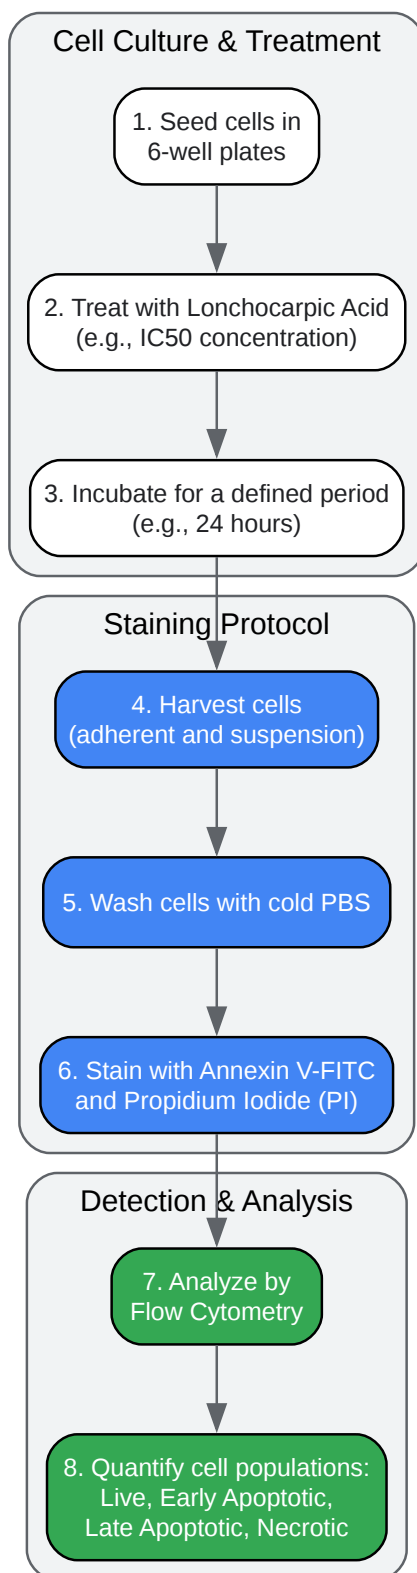 Cell Culture & Treatment
1. Seed cells in
6-well plates
2. Treat with Lonchocarpic Acid
(e.g., IC50 concentration)
3. Incubate for a defined period
(e.g., 24 hours)
Staining Protocol
4. Harvest cells
(adherent and suspension)
5. Wash cells with cold PBS
6. Stain with Annexin V-FITC
and Propidium Iodide (PI)
Detection & Analysis
7. Analyze by
Flow Cytometry
8. Quantify cell populations:
Live, Early Apoptotic,
Late Apoptotic, Necrotic